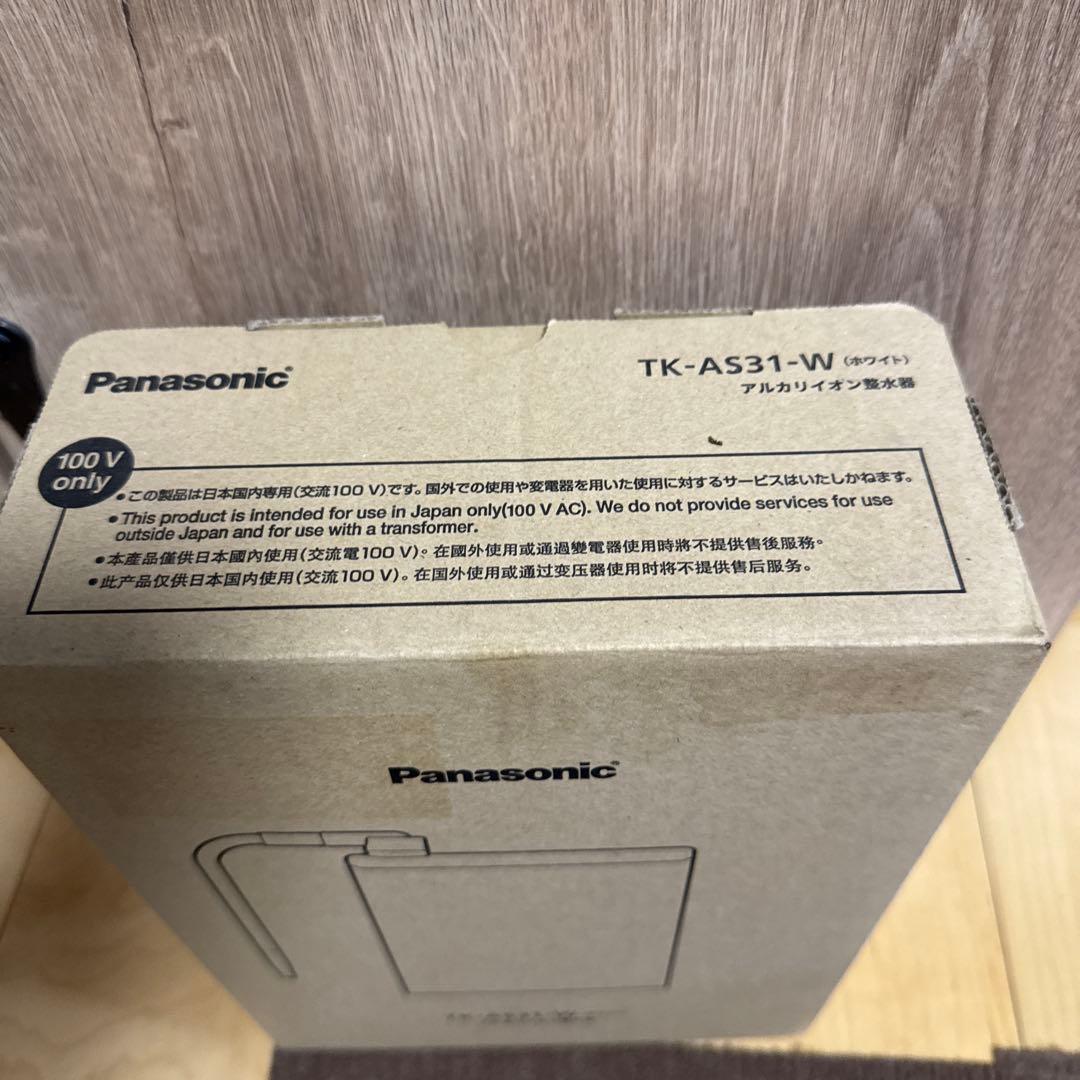 Panasonic
TK-AS31-W (ホワイト)
アルカリイオン整水器
100 V
only
●この製品は日本国内専用(交流100 V)です。国外での使用や変電器を用いた使用に対するサービスはいたしかねます。
●This product is intended for use in Japan only(100 V AC). We do not provide services for use
outside Japan and for use with a transformer.
●本產品僅供日本國內使用(交流電100 V)。在國外使用或通過變電器使用時將不提供售後服務。
●此产品仅供日本国内使用(交流100 V)。在国外使用或通过变压器使用时将不提供售后服务。
Panasonic